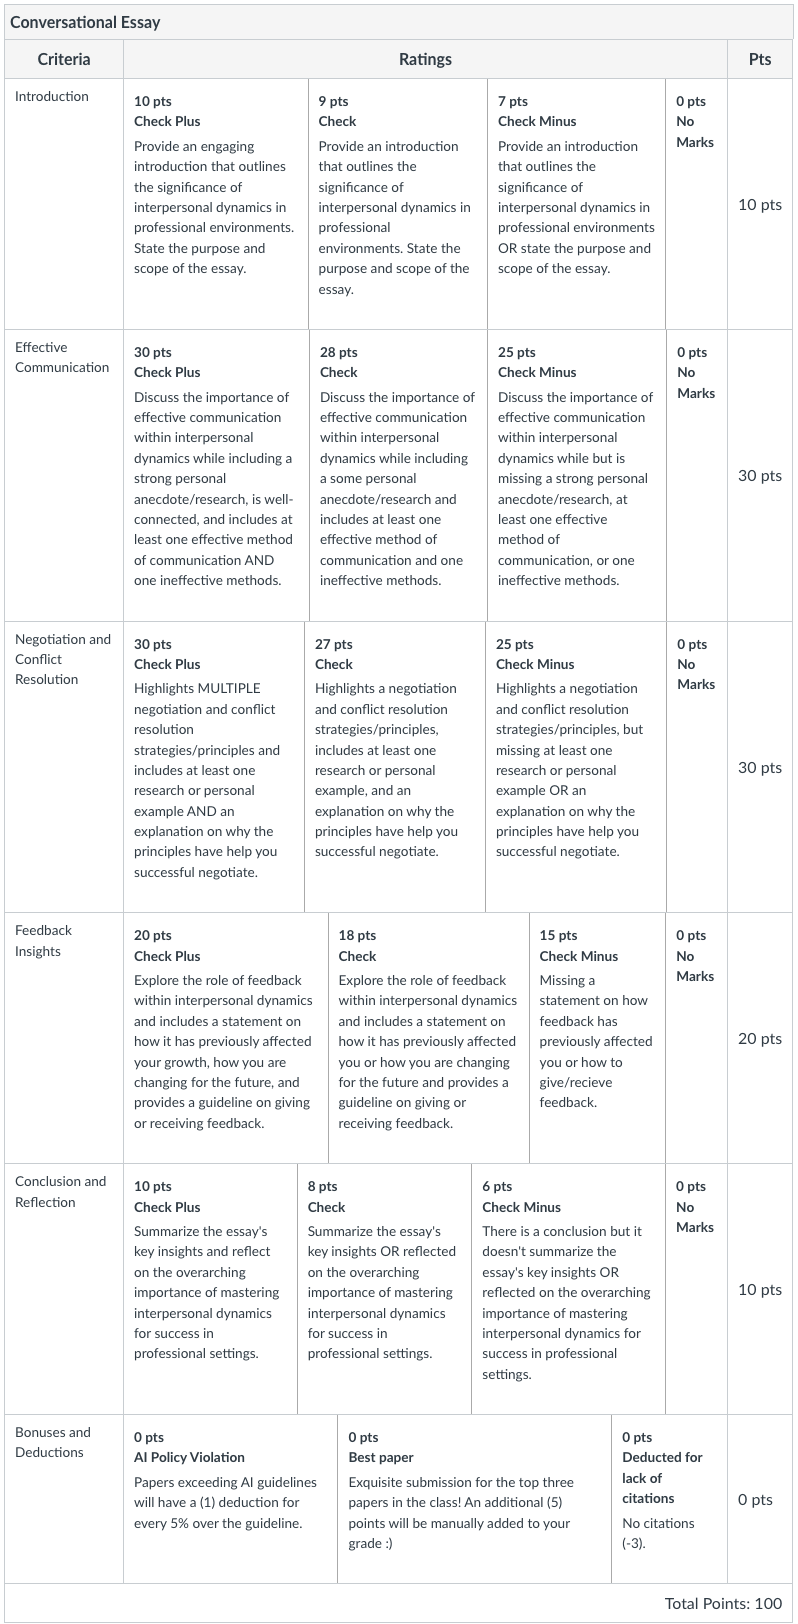 Conversational Essay
Criteria
Ratings
Pts
Introduction
10 pts
Check Plus
Provide an engaging
introduction that outlines
the significance of
interpersonal dynamics in
professional environments.
State the purpose and
scope of the essay.
9 pts
Check
Provide an introduction
that outlines the
significance of
interpersonal dynamics in
professional
environments. State the
purpose and scope of the
essay.
7 pts
Check Minus
Provide an introduction
that outlines the
significance of
interpersonal dynamics in
professional environments
OR state the purpose and
scope of the essay.
0 pts
No
Marks
10 pts
Effective
Communication
30 pts
Check Plus
Discuss the importance of
effective communication
within interpersonal
dynamics while including a
strong personal
anecdote/research, is well-
connected, and includes at
least one effective method
of communication AND
one ineffective methods.
28 pts
Check
Discuss the importance of
effective communication
within interpersonal
dynamics while including
a some personal
anecdote/research and
includes at least one
effective method of
communication and one
ineffective methods.
25 pts
Check Minus
Discuss the importance of
effective communication
within interpersonal
dynamics while but is
missing a strong personal
anecdote/research, at
least one effective
method of
communication, or one
ineffective methods.
0 pts
No
Marks
30 pts
Negotiation and
Conflict
Resolution
30 pts
Check Plus
Highlights MULTIPLE
negotiation and conflict
resolution
strategies/principles and
includes at least one
research or personal
example AND an
explanation on why the
principles have help you
successful negotiate.
27 pts
Check
Highlights a negotiation
and conflict resolution
strategies/principles,
includes at least one
research or personal
example, and an
explanation on why the
principles have help you
successful negotiate.
25 pts
Check Minus
Highlights a negotiation
and conflict resolution
strategies/principles, but
missing at least one
research or personal
example OR an
explanation on why the
principles have help you
successful negotiate.
0 pts
No
Marks
30 pts
Feedback
Insights
20 pts
Check Plus
Explore the role of feedback
within interpersonal dynamics
and includes a statement on
how it has previously affected
your growth, how you are
changing for the future, and
provides a guideline on giving
or receiving feedback.
18 pts
Check
Explore the role of feedback
within interpersonal dynamics
and includes a statement on
how it has previously affected
you or how you are changing
for the future and provides a
guideline on giving or
receiving feedback.
15 pts
Check Minus
Missing a
statement on how
feedback has
previously affected
you or how to
give/recieve
feedback.
0 pts
No
Marks
20 pts
Conclusion and
Reflection
10 pts
Check Plus
Summarize the essay's
key insights and reflect
on the overarching
importance of mastering
interpersonal dynamics
for success in
professional settings.
8 pts
Check
Summarize the essay's
key insights OR reflected
on the overarching
importance of mastering
interpersonal dynamics
for success in
professional settings.
6 pts
Check Minus
There is a conclusion but it
doesn't summarize the
essay's key insights OR
reflected on the overarching
importance of mastering
interpersonal dynamics for
success in professional
settings.
0 pts
No
Marks
10 pts
Bonuses and
Deductions
0 pts
AI Policy Violation
Papers exceeding AI guidelines
will have a (1) deduction for
every 5% over the guideline.
0 pts
Best paper
Exquisite submission for the top three
papers in the class! An additional (5)
points will be manually added to your
grade :)
0 pts
Deducted for
lack of
citations
No citations
(-3).
0 pts
Total Points: 100